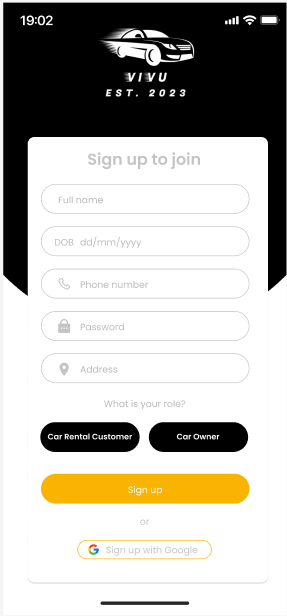 19:02
VIVU
EST. 2023
Sign up to join
Full name
DOB dd/mm/yyyy
Phone number
Password
Address
What is your role?
Car Rental Customer
Car Owner
Sign up
or
Sign up with Google